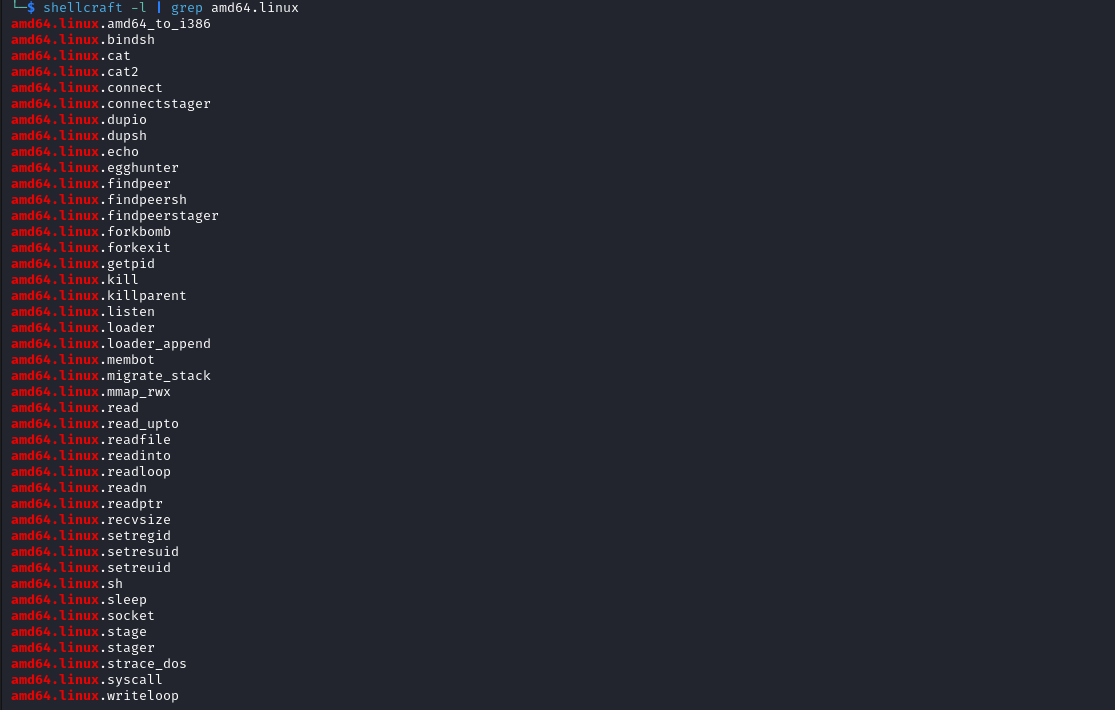 └─$ shellcraft -l | grep amd64.linux
amd64.linux.amd64_to_i386
amd64.linux.bindsh
amd64.linux.cat
amd64.linux.cat2
amd64.linux.connect
amd64.linux.connectstager
amd64.linux.dupio
amd64.linux.dupsh
amd64.linux.echo
amd64.linux.egghunter
amd64.linux.findpeer
amd64.linux.findpeersh
amd64.linux.findpeerstager
amd64.linux.forkbomb
amd64.linux.forkexit
amd64.linux.getpid
amd64.linux.kill
amd64.linux.killparent
amd64.linux.listen
amd64.linux.loader
amd64.linux.loader_append
amd64.linux.membot
amd64.linux.migrate_stack
amd64.linux.mmap_rwx
amd64.linux.read
amd64.linux.read_upto
amd64.linux.readfile
amd64.linux.readinto
amd64.linux.readloop
amd64.linux.readn
amd64.linux.readptr
amd64.linux.recvsize
amd64.linux.setregid
amd64.linux.setresuid
amd64.linux.setreuid
amd64.linux.sh
amd64.linux.sleep
amd64.linux.socket
amd64.linux.stage
amd64.linux.stager
amd64.linux.strace_dos
amd64.linux.syscall
amd64.linux.writeloop